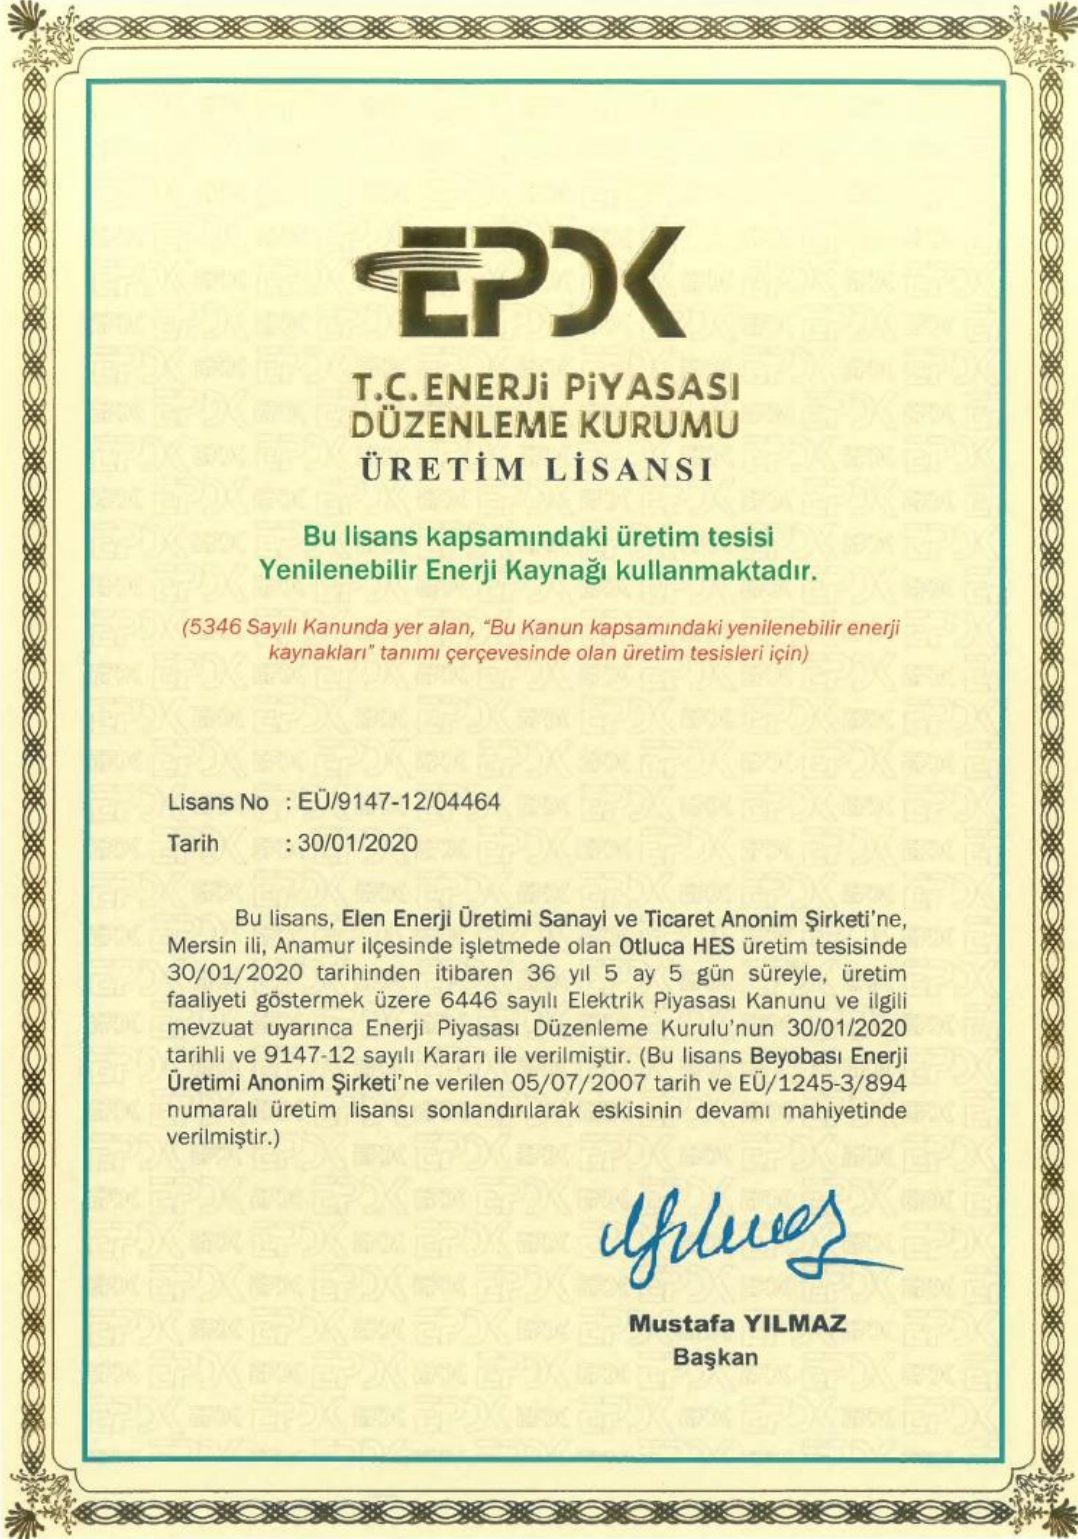 EPDK
T.C. ENERJİ PİYASASI
DÜZENLEME KURUMU
ÜRETİM LİSANSI
Bu lisans kapsamındaki üretim tesisi
Yenilenebilir Enerji Kaynağı kullanmaktadır.
(5346 Sayılı Kanunda yer alan, "Bu Kanun kapsamındaki yenilenebilir enerji
kaynakları" tanımı çerçevesinde olan üretim tesisleri için)
Lisans No : EÜ/9147-12/04464
Tarih : 30/01/2020
Bu lisans, Elen Enerji Üretimi Sanayi ve Ticaret Anonim Şirketi'ne,
Mersin ili, Anamur ilçesinde işletmede olan Otluca HES üretim tesisinde
30/01/2020 tarihinden itibaren 36 yıl 5 ay 5 gün süreyle, üretim
faaliyeti göstermek üzere 6446 sayılı Elektrik Piyasası Kanunu ve ilgili
mevzuat uyarınca Enerji Piyasası Düzenleme Kurulu'nun 30/01/2020
tarihli ve 9147-12 sayılı Kararı ile verilmiştir. (Bu lisans Beyobası Enerji
Üretimi Anonim Şirketi'ne verilen 05/07/2007 tarih ve EÜ/1245-3/894
numaralı üretim lisansı sonlandırılarak eskisinin devamı mahiyetinde
verilmiştir.)
Mustafa YILMAZ
Başkan